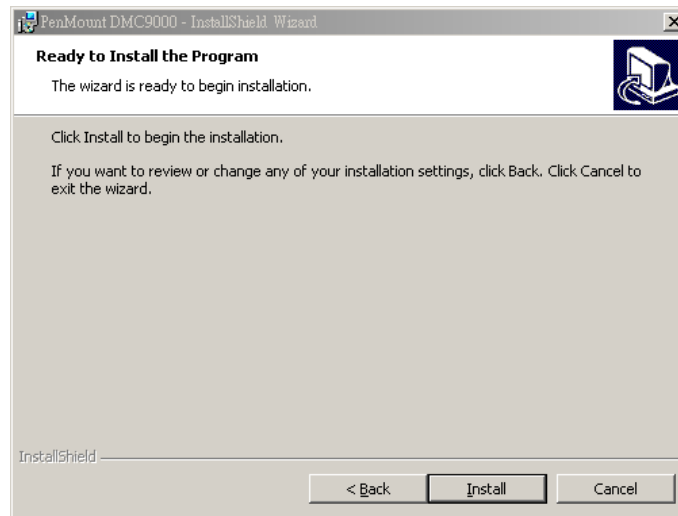 PenMount DMC9000 - InstallShield Wizard
Ready to Install the Program
The wizard is ready to begin installation.
Click Install to begin the installation.
If you want to review or change any of your installation settings, click Back. Click Cancel to
exit the wizard.
InstallShield
< Back
Install
Cancel